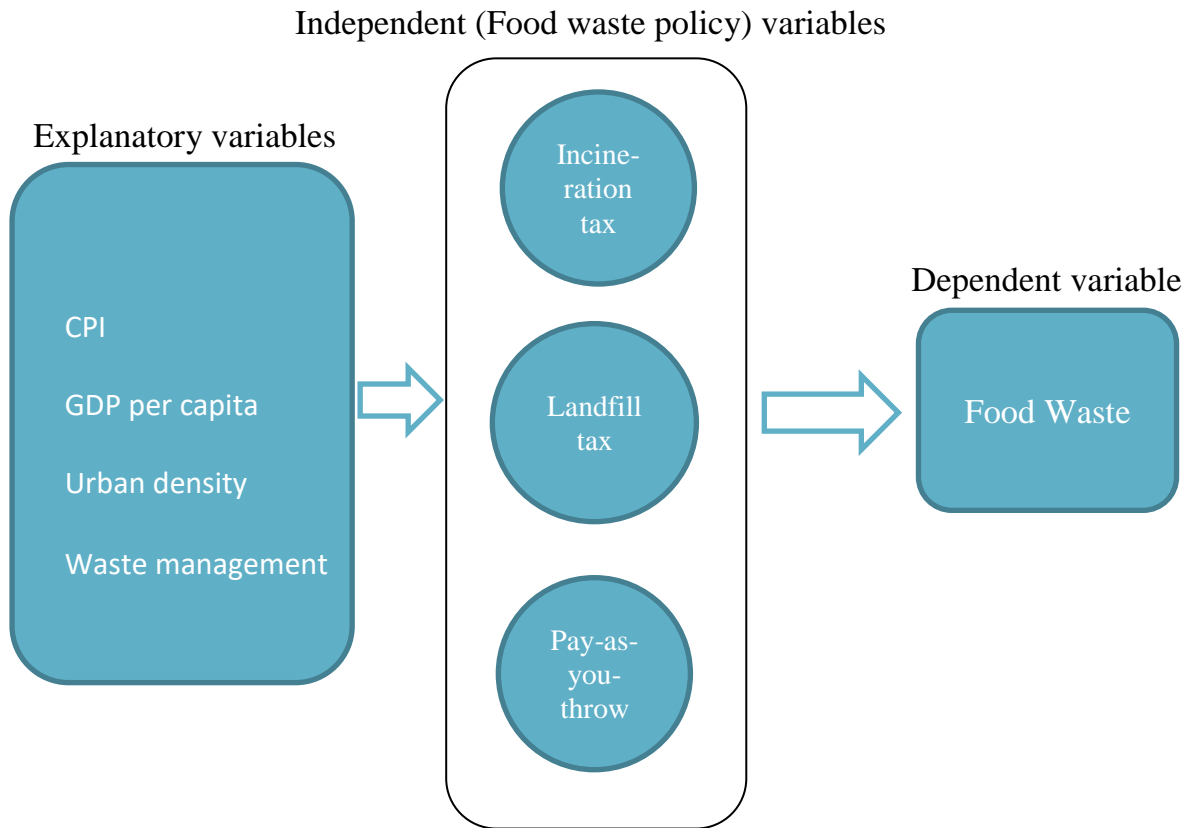 Independent (Food waste policy) variables
Explanatory variables
CPI
GDP per capita
Urban density
Waste management
Incine-
ration
tax
Landfill
tax
Pay-as-
you-
throw
Dependent variable
Food Waste